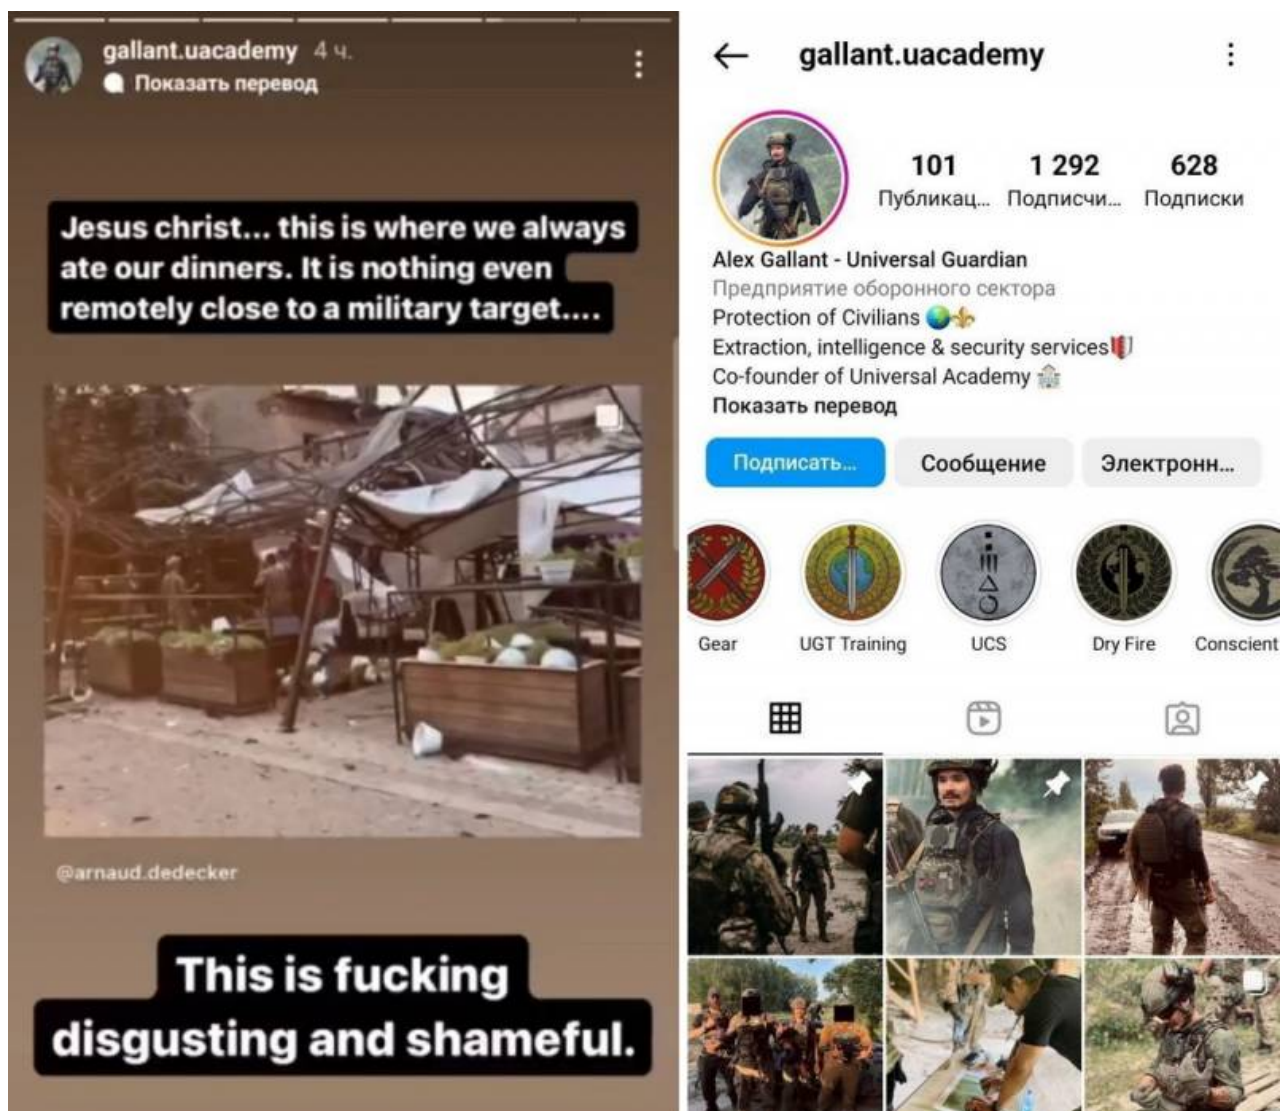 gallant.uacademy 4 ч.
Показать перевод
Jesus christ... this is where we always
ate our dinners. It is nothing even
remotely close to a military target....
@arnaud.dedecker
This is fucking
disgusting and shameful.
gallant.uacademy
101 1 292 628
Публикац... Подписчи... Подписки
Alex Gallant - Universal Guardian
Предприятие оборонного сектора
Protection of Civilians 🌍⚜️
Extraction, intelligence & security services
Co-founder of Universal Academy 🏫
Показать перевод
Подписать... Сообщение Электронн...
Gear UGT Training UCS Dry Fire Conscient